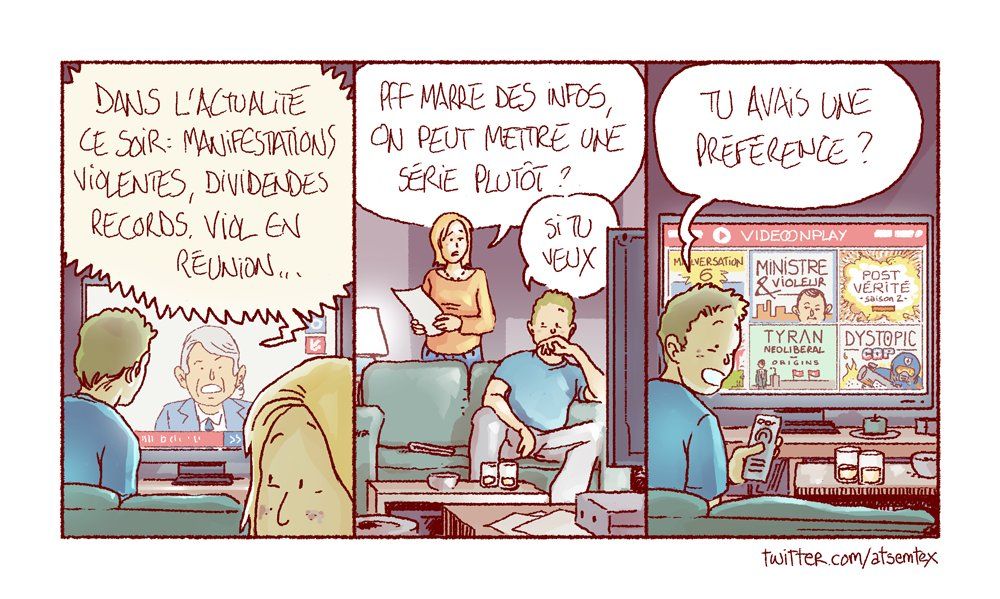 DANS L'ACTUALITÉ
CE SOIR: MANIFESTATIONS
VIOLENTES, DIVIDENDES
RECORDS, VIOL EN
RÉUNION...
PFF MARRE DES INFOS,
ON PEUT METTRE UNE
SÉRIE PLUTÔT ?
SI TU
VEUX
TU AVAIS UNE
PRÉFÉRENCE ?
VIDEOONPLAY
MALVERSATION
6
MINISTRE
& VIOLEUR
POST
VÉRITÉ
- SAISON 2 -
TYRAN
NEOLIBERAL
- ORIGINS -
DYSTOPIC
COP
twitter.com/atsemtex